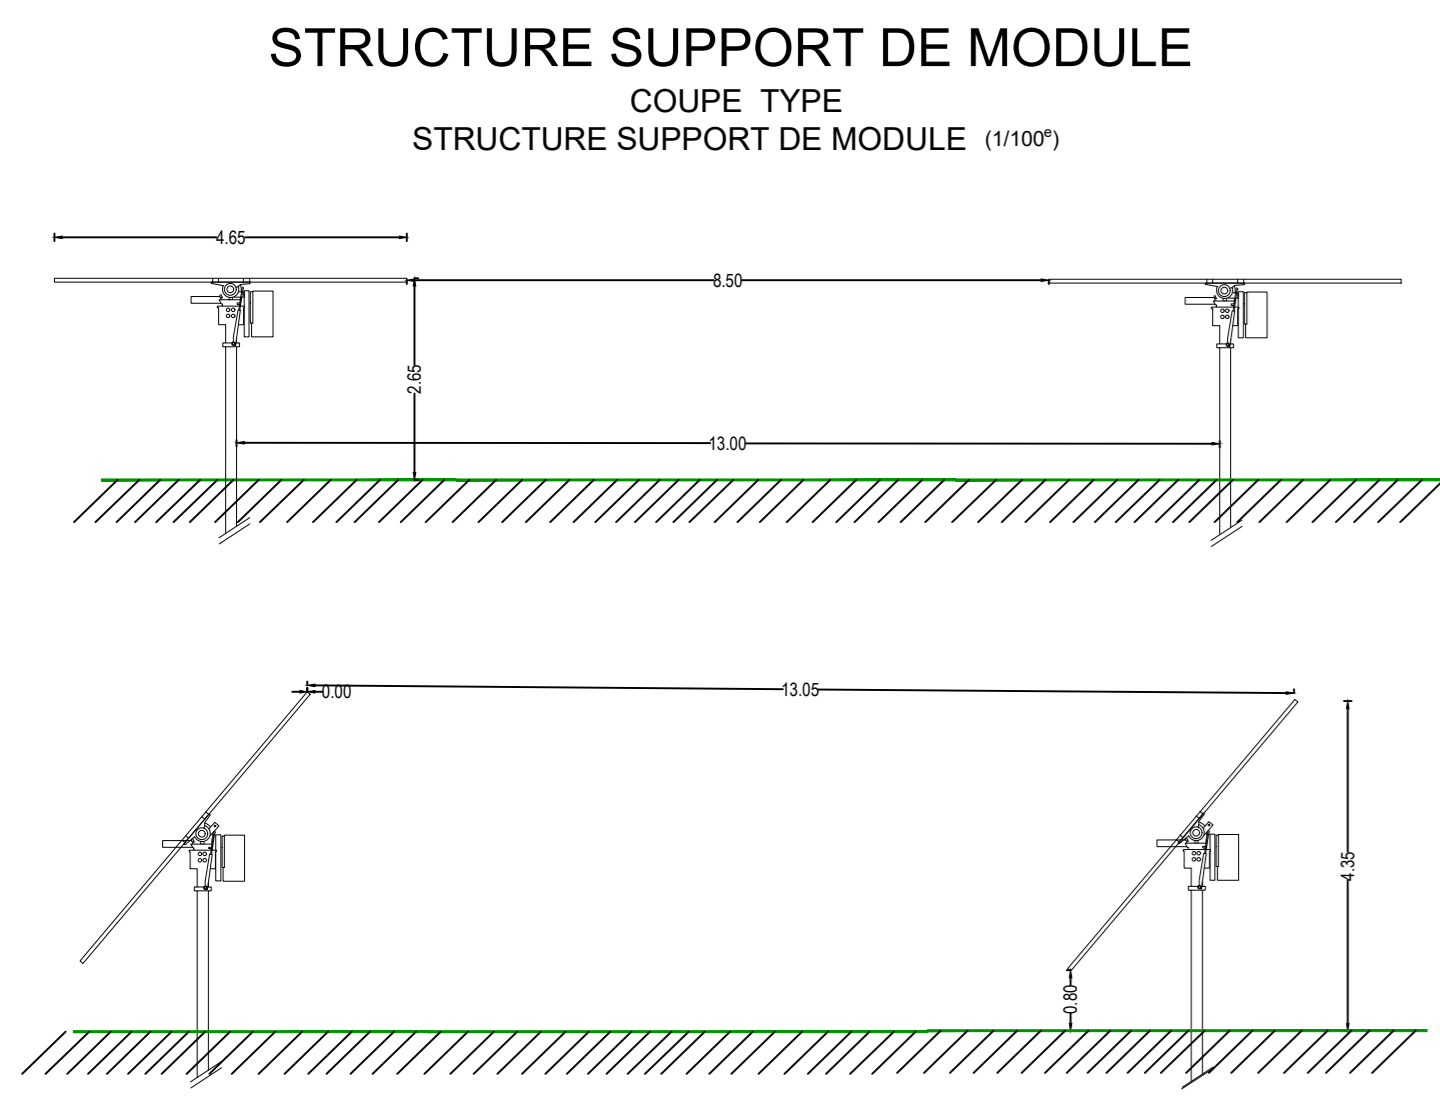 STRUCTURE SUPPORT DE MODULE
COUPE TYPE
STRUCTURE SUPPORT DE MODULE (1/100e)
4.65
8.50
2.65
13.00
0.00
13.05
4.35
0.80